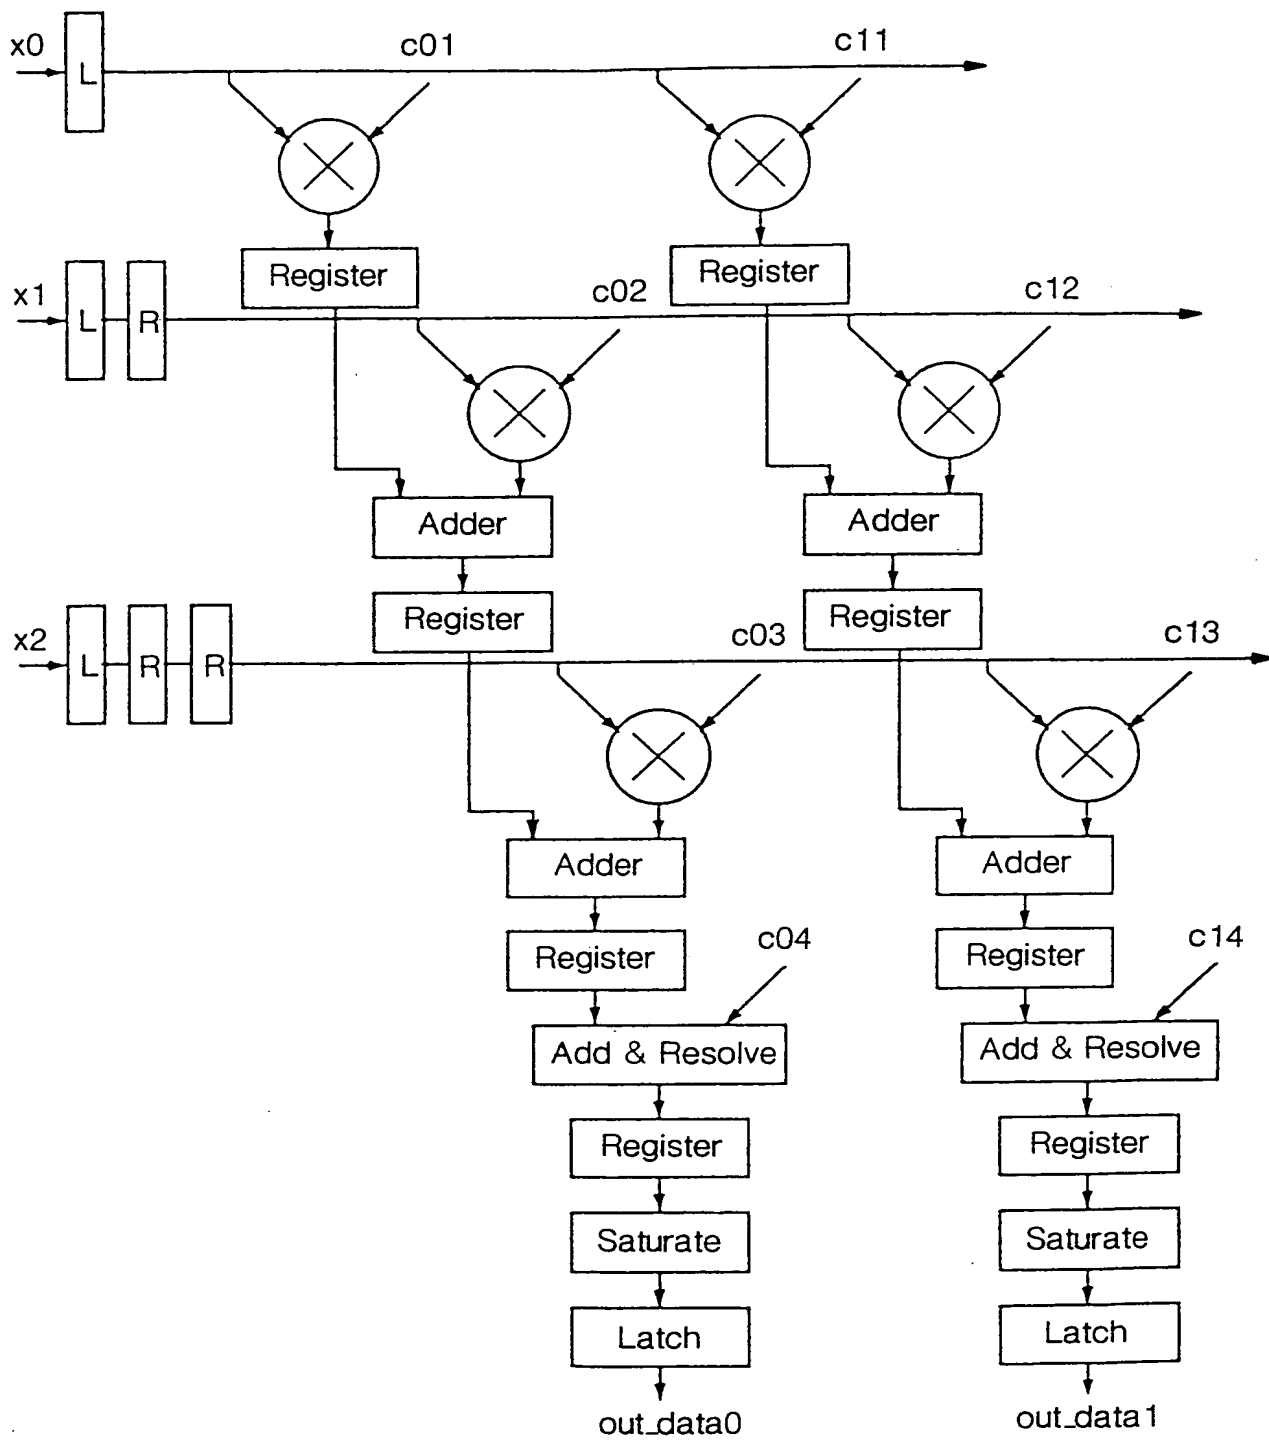 x0
L
c01
c11
Register
Register
x1
L
R
c02
c12
Adder
Adder
Register
Register
x2
L
R
R
c03
c13
Adder
Adder
Register
Register
c04
c14
Add & Resolve
Add & Resolve
Register
Register
Saturate
Saturate
Latch
Latch
out_data0
out_data1